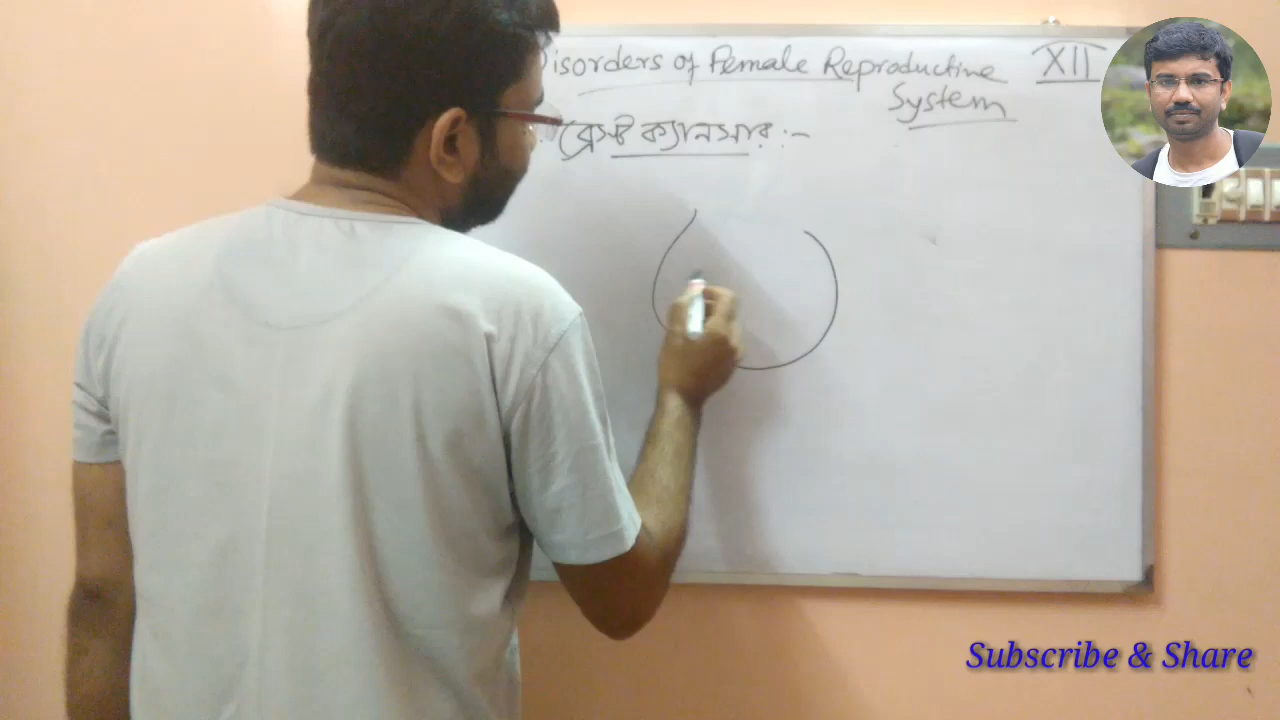 Disorders of Female Reproductive XII
System
ব্রেস্ট ক্যানসার :-
Subscribe & Share